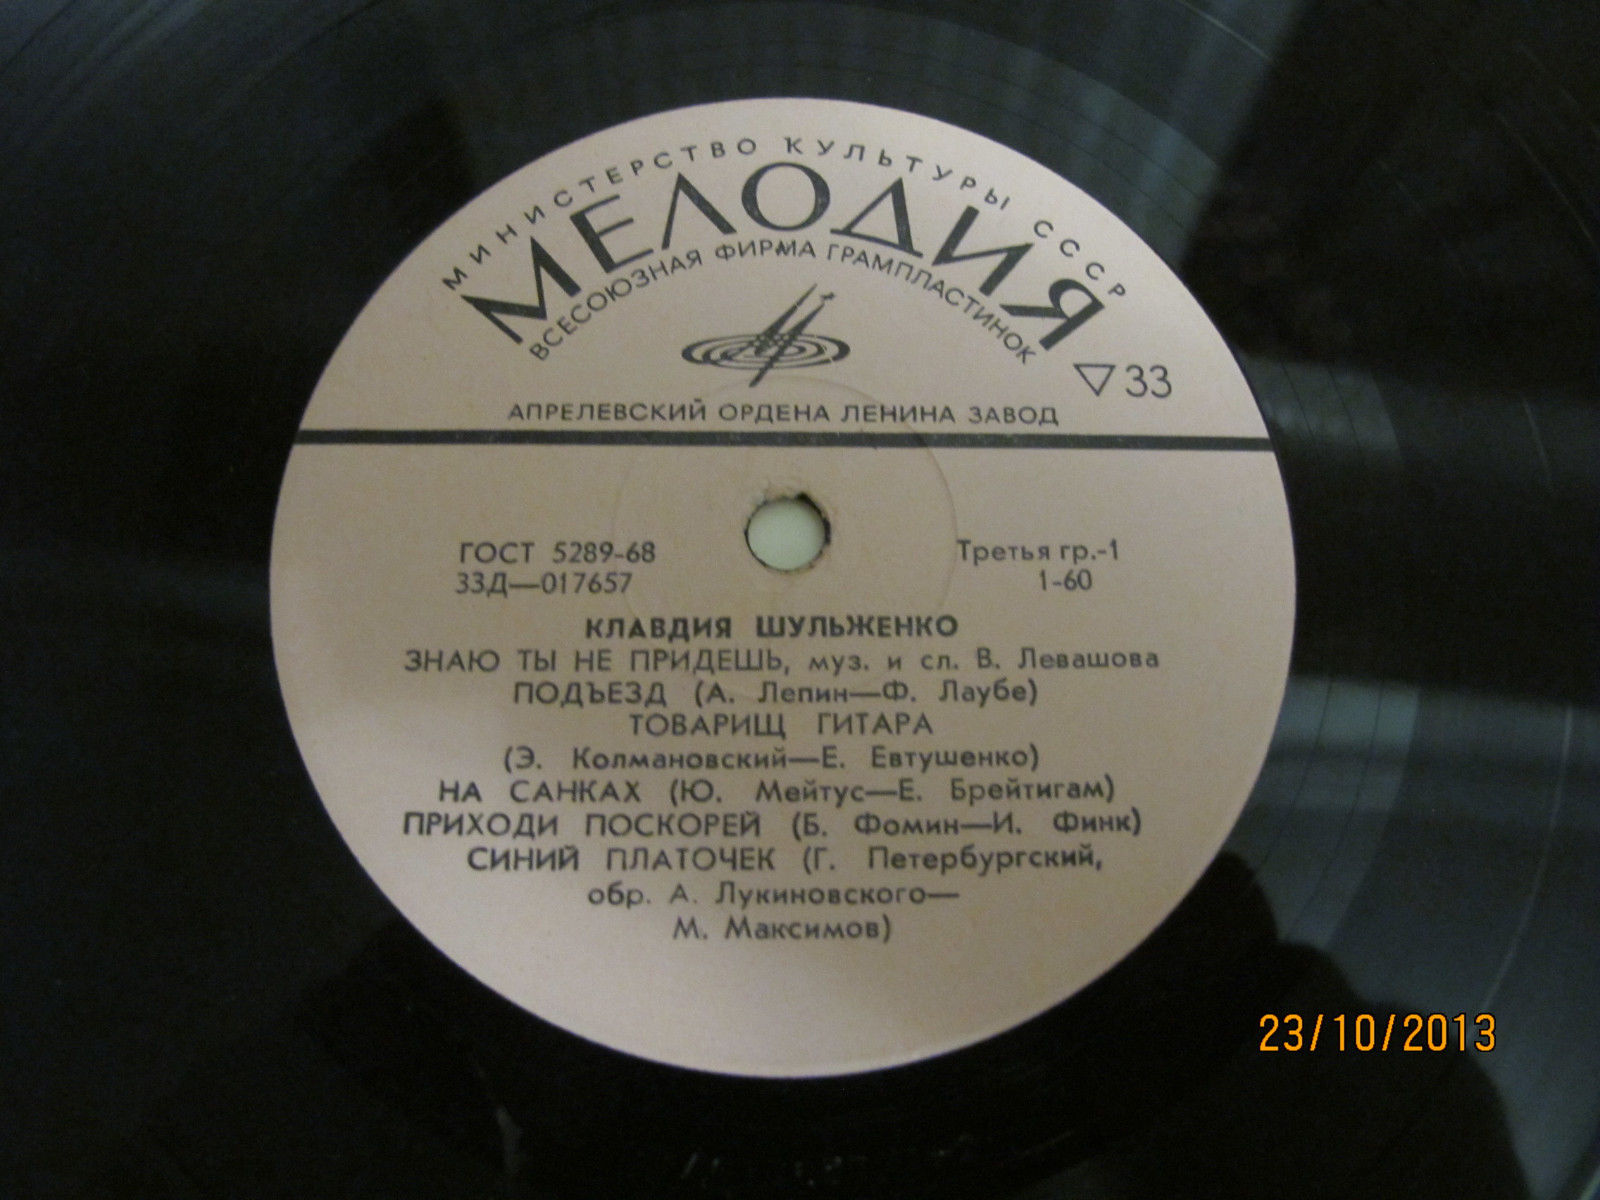 МИНИСТЕРСТВО КУЛЬТУРЫ СССР
МЕЛОДИЯ
ВСЕСОЮЗНАЯ ФИРМА ГРАМПЛАСТИНОК
33
АПРЕЛЕВСКИЙ ОРДЕНА ЛЕНИНА ЗАВОД
ГОСТ 5289-68 Третья гр.-1
33Д—017657 1-60
КЛАВДИЯ ШУЛЬЖЕНКО
ЗНАЮ ТЫ НЕ ПРИДЕШЬ, муз. и сл. В. Левашова
ПОДЪЕЗД (А. Лепин—Ф. Лаубе)
ТОВАРИЩ ГИТАРА
(Э. Колмановский—Е. Евтушенко)
НА САНКАХ (Ю. Мейтус—Е. Брейтигам)
ПРИХОДИ ПОСКОРЕЙ (Б. Фомин—И. Финк)
СИНИЙ ПЛАТОЧЕК (Г. Петербургский,
обр. А. Лукиновского—
М. Максимов)
23/10/2013